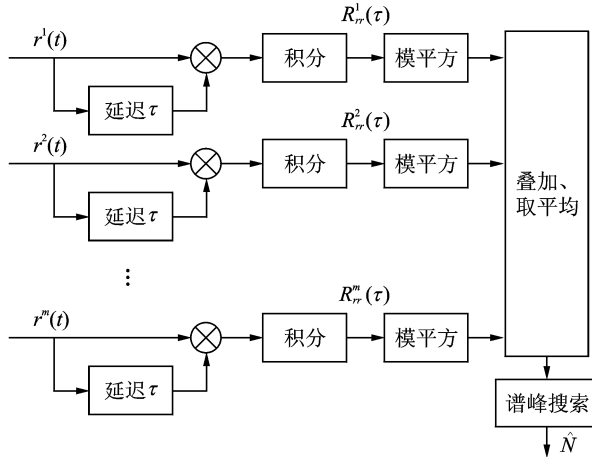 r¹(t)
R¹ᵣᵣ(τ)
积分
模平方
延迟τ
r²(t)
R²ᵣᵣ(τ)
积分
模平方
延迟τ
叠加、
取平均
⋮
rᵐ(t)
Rᵐᵣᵣ(τ)
积分
模平方
延迟τ
谱峰搜索
N̂